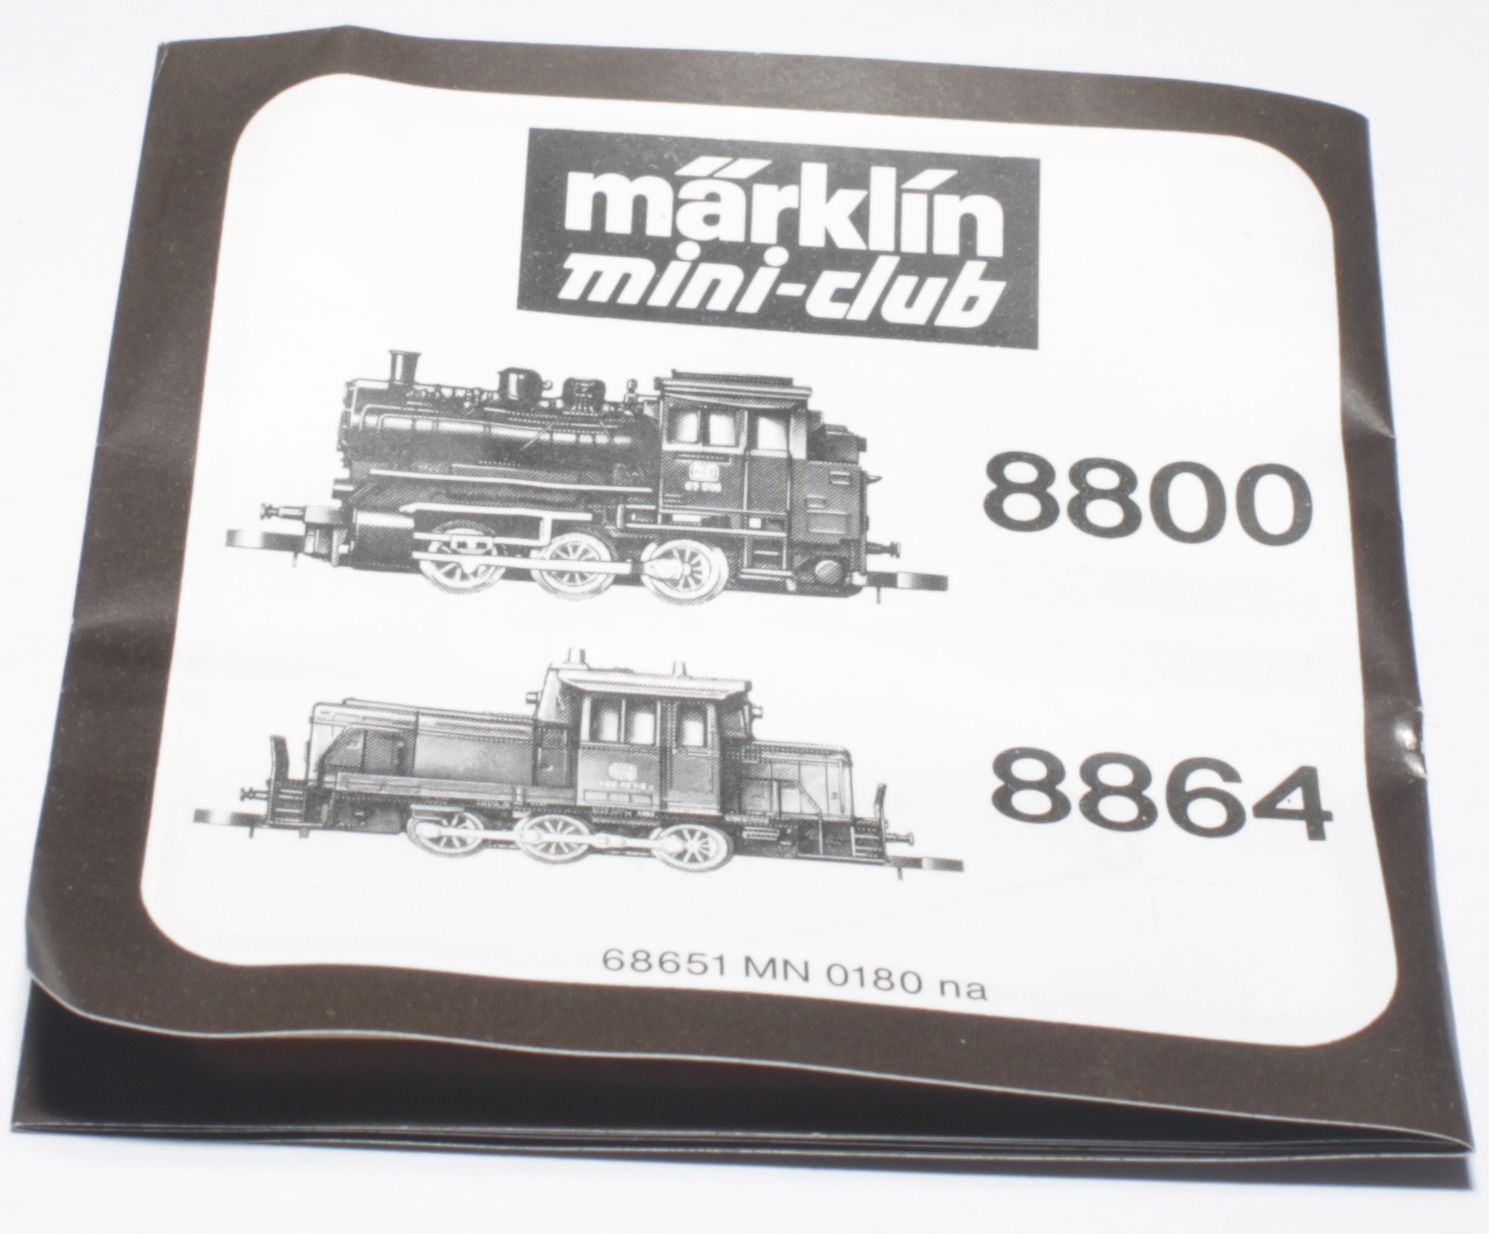 märklin
mini-club
8800
8864
68651 MN 0180 na